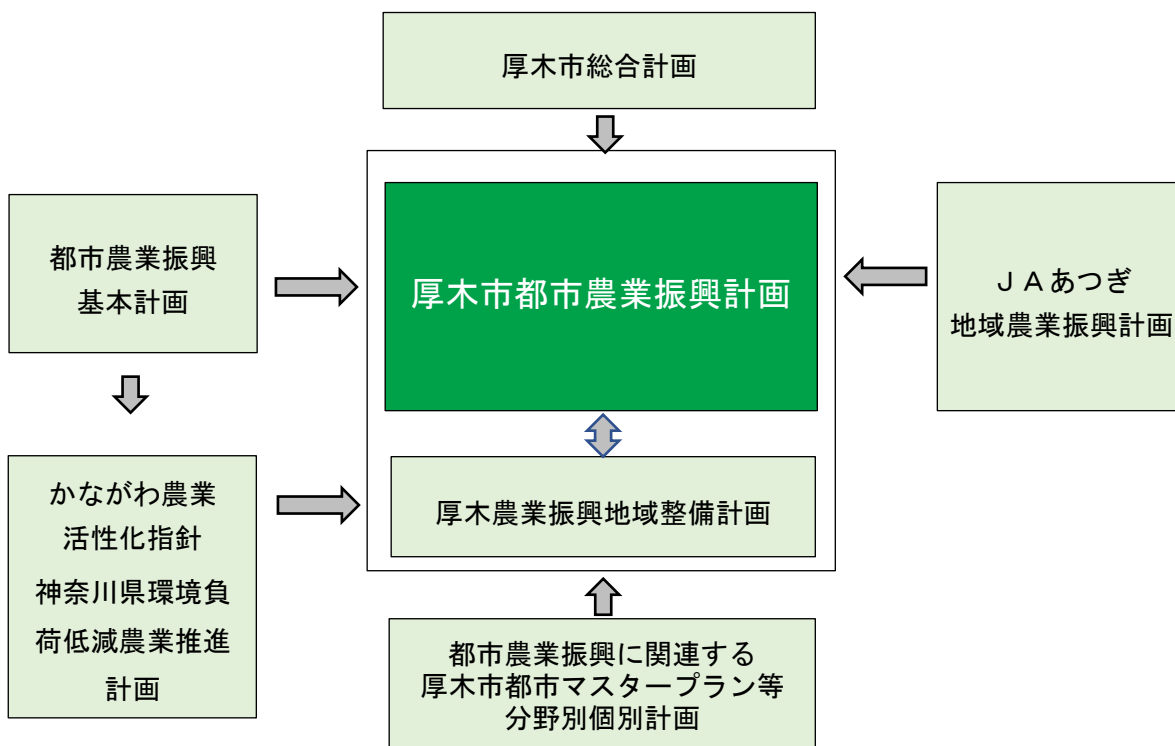 厚木市総合計画
都市農業振興
基本計画
厚木市都市農業振興計画
ＪＡあつぎ
地域農業振興計画
かながわ農業
活性化指針
神奈川県環境負
荷低減農業推進
計画
厚木農業振興地域整備計画
都市農業振興に関連する
厚木市都市マスタープラン等
分野別個別計画